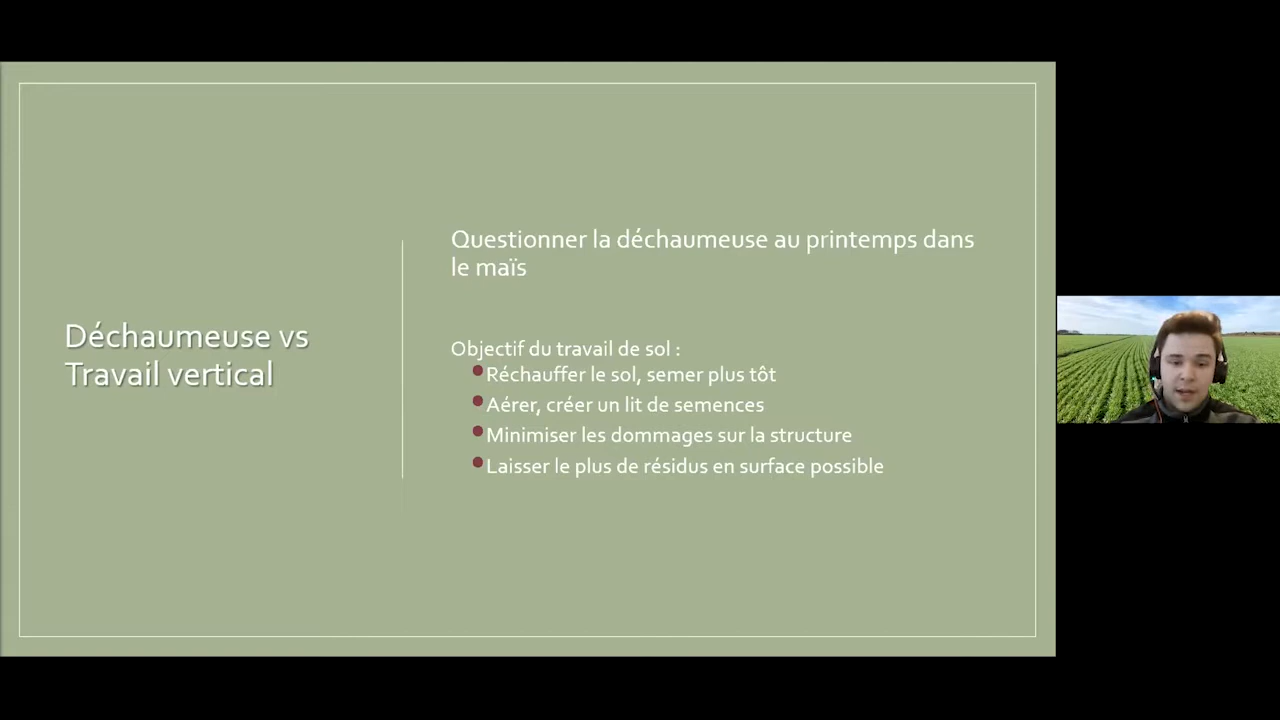 Déchaumeuse vs
Travail vertical
Questionner la déchaumeuse au printemps dans
le maïs
Objectif du travail de sol :
Réchauffer le sol, semer plus tôt
Aérer, créer un lit de semences
Minimiser les dommages sur la structure
Laisser le plus de résidus en surface possible